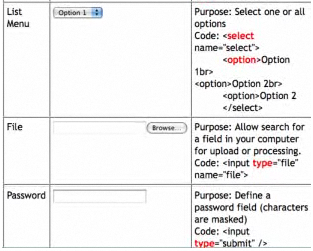 List
Menu
Option 1
Purpose: Select one or all
options
Code: <select
name="select">
<option>Option
1br>
<option>Option 2br>
<option>Option 2
</select>
File
Browse...
Purpose: Allow search for
a field in your computer
for upload or processing.
Code: <input type="file"
name="file">
Password
Purpose: Define a
password field (characters
are masked)
Code: <input
type="submit" />